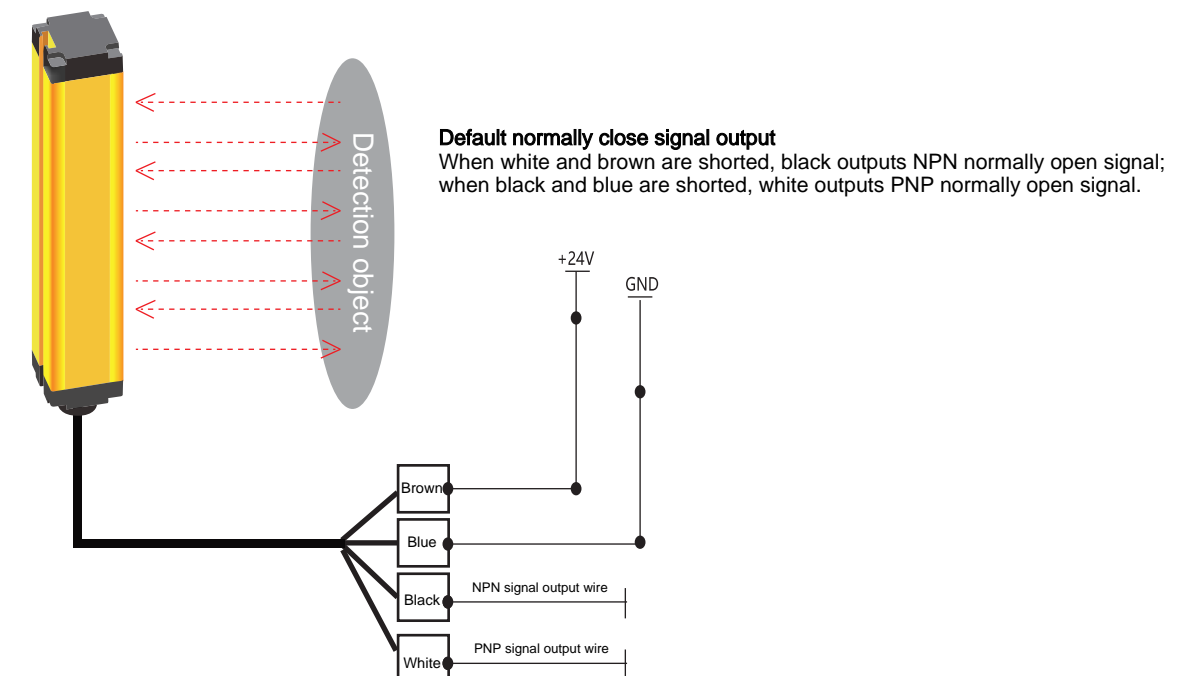 Detection object
Default normally close signal output
When white and brown are shorted, black outputs NPN normally open signal;
when black and blue are shorted, white outputs PNP normally open signal.
+24V
GND
Brown
Blue
Black
NPN signal output wire
White
PNP signal output wire